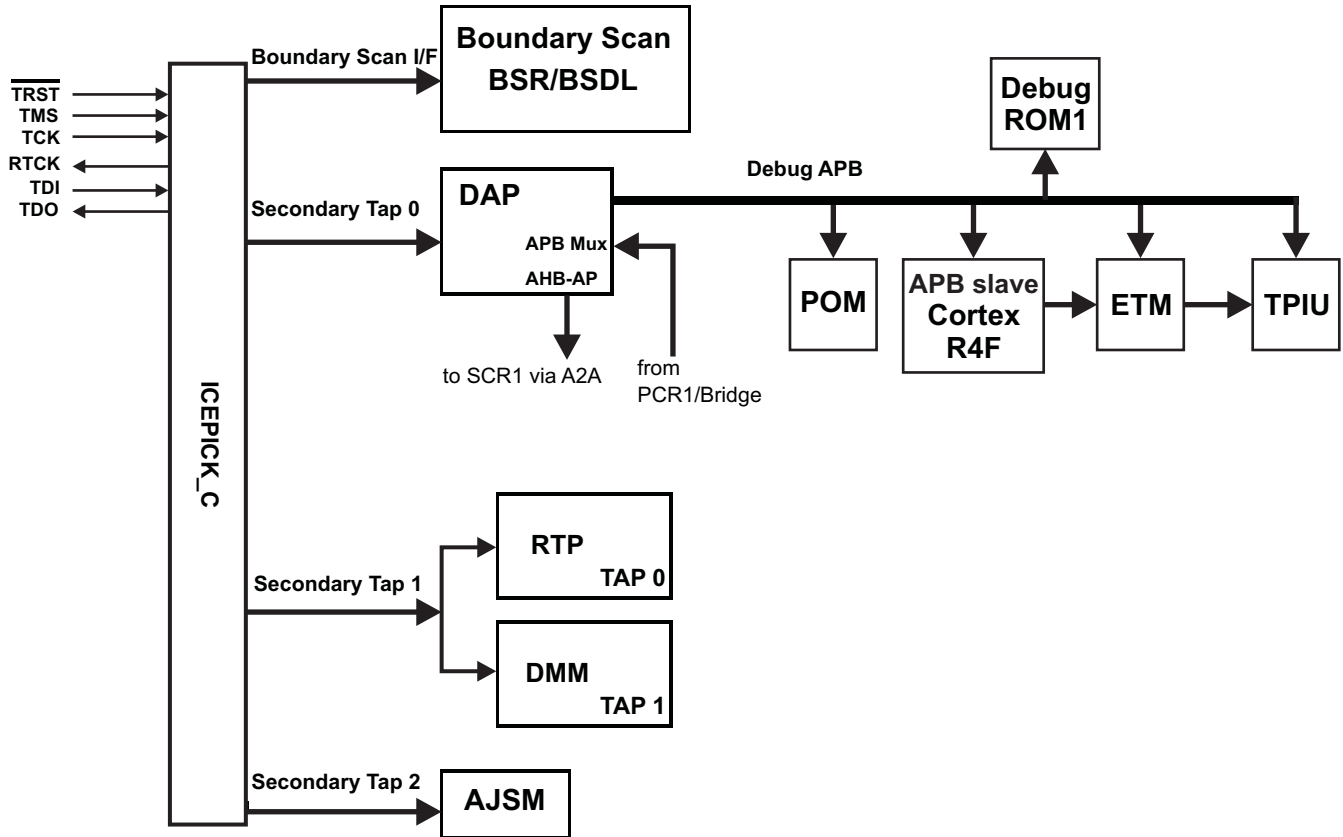 TRST
TMS
TCK
RTCK
TDI
TDO
ICEPICK_C
Boundary Scan I/F
Boundary Scan
BSR/BSDL
Secondary Tap 0
DAP
APB Mux
AHB-AP
to SCR1 via A2A
from
PCR1/Bridge
Debug APB
Debug
ROM1
POM
APB slave
Cortex
R4F
ETM
TPIU
Secondary Tap 1
RTP
TAP 0
DMM
TAP 1
Secondary Tap 2
AJSM